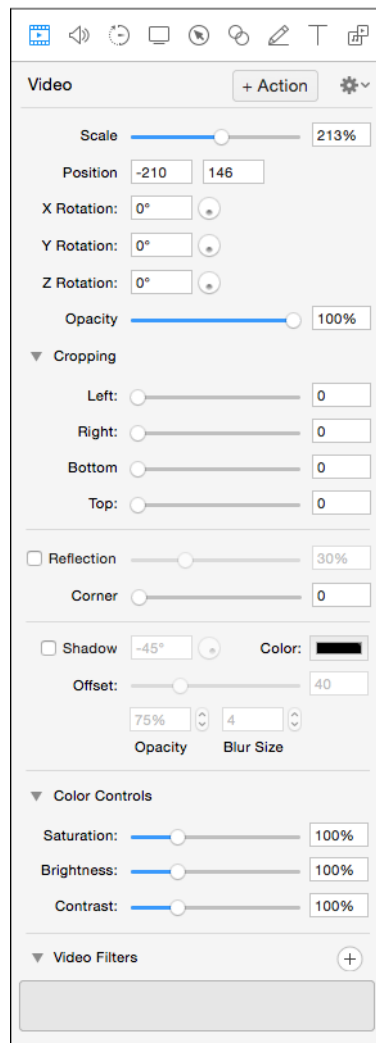 Video + Action
Scale 213%
Position -210 146
X Rotation: 0°
Y Rotation: 0°
Z Rotation: 0°
Opacity 100%
Cropping
Left: 0
Right: 0
Bottom 0
Top: 0
Reflection 30%
Corner 0
Shadow -45° Color:
Offset: 40
75% 4
Opacity Blur Size
Color Controls
Saturation: 100%
Brightness: 100%
Contrast: 100%
Video Filters